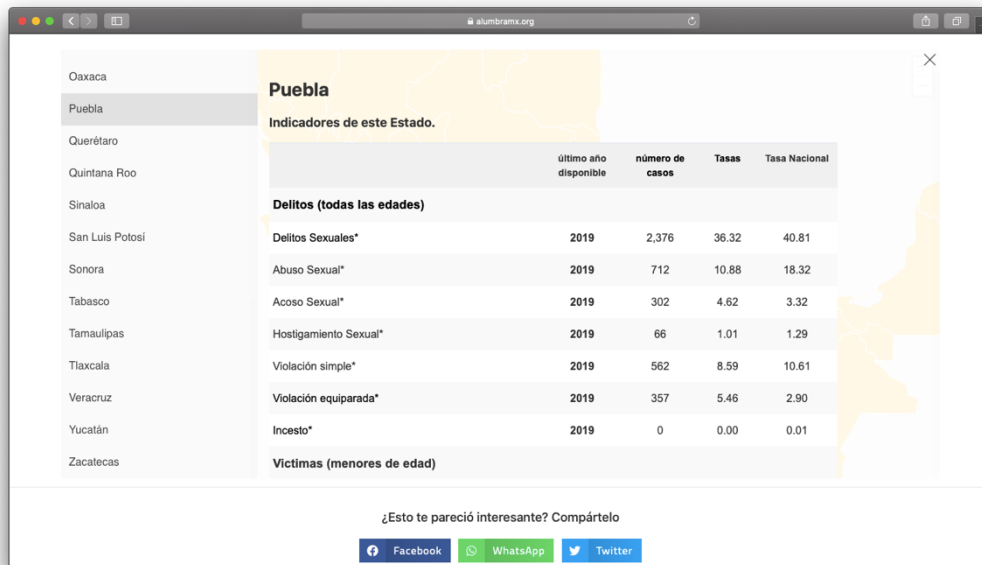 alumbramx.org
Oaxaca
Puebla
Querétaro
Quintana Roo
Sinaloa
San Luis Potosí
Sonora
Tabasco
Tamaulipas
Tlaxcala
Veracruz
Yucatán
Zacatecas
Puebla
Indicadores de este Estado.
último año disponible número de casos Tasas Tasa Nacional
Delitos (todas las edades)
Delitos Sexuales* 2019 2,376 36.32 40.81
Abuso Sexual* 2019 712 10.88 18.32
Acoso Sexual* 2019 302 4.62 3.32
Hostigamiento Sexual* 2019 66 1.01 1.29
Violación simple* 2019 562 8.59 10.61
Violación equiparada* 2019 357 5.46 2.90
Incesto* 2019 0 0.00 0.01
Victimas (menores de edad)
¿Esto te pareció interesante? Compártelo
Facebook WhatsApp Twitter